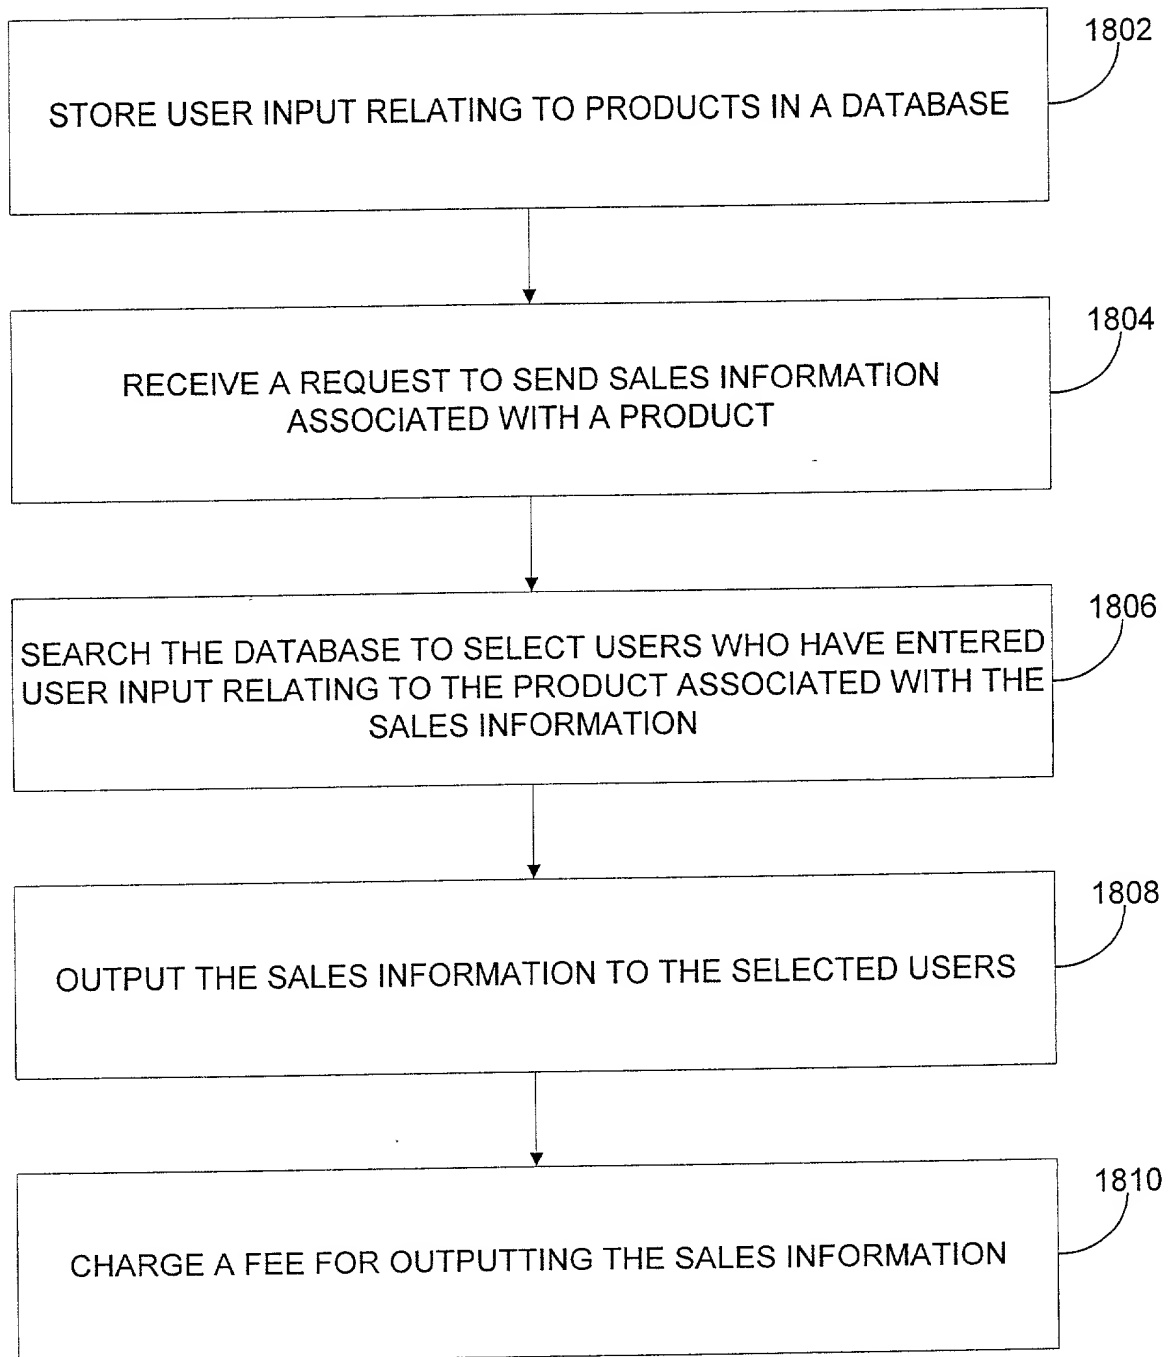 1802
STORE USER INPUT RELATING TO PRODUCTS IN A DATABASE
1804
RECEIVE A REQUEST TO SEND SALES INFORMATION
ASSOCIATED WITH A PRODUCT
1806
SEARCH THE DATABASE TO SELECT USERS WHO HAVE ENTERED
USER INPUT RELATING TO THE PRODUCT ASSOCIATED WITH THE
SALES INFORMATION
1808
OUTPUT THE SALES INFORMATION TO THE SELECTED USERS
1810
CHARGE A FEE FOR OUTPUTTING THE SALES INFORMATION